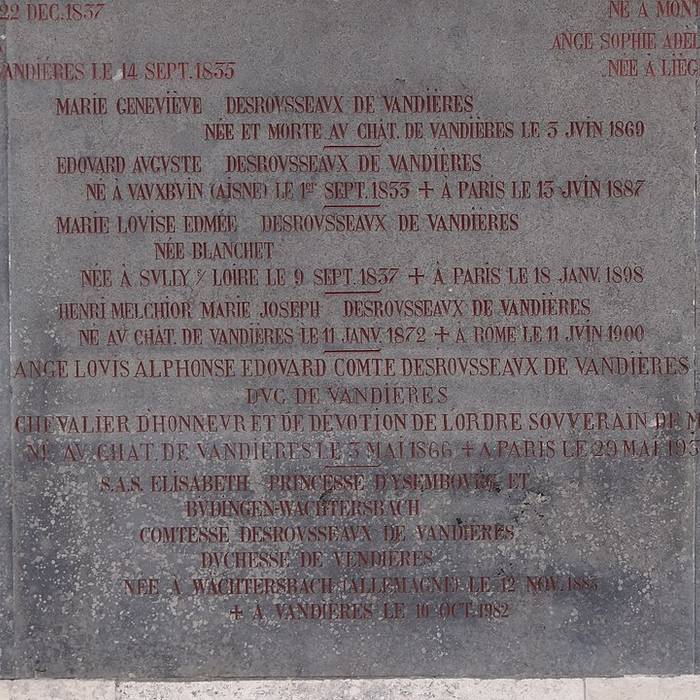 22 DEC. 1837
NÉ À MONT
ANGE SOPHIE ADEL
VANDIÈRES LE 14 SEPT. 1835
NÉE À LIÈG
MARIE GENEVIÈVE DESROVSSEAVX DE VANDIÈRES
NÉE ET MORTE AV CHÂT. DE VANDIERES LE 3 JVIN 1869
EDOVARD AVGVSTE DESROVSSEAVX DE VANDIÈRES
NÉ À VAVXBVIN (AISNE) LE 1er SEPT. 1833 + À PARIS LE 13 JVIN 1887
MARIE LOVISE EDMÉE DESROVSSEAVX DE VANDIÈRES
NÉE BLANCHET
NÉE À SVLLY S/ LOIRE LE 9 SEPT. 1837 + À PARIS LE 18 JANV. 1898
HENRI MELCHIOR MARIE JOSEPH DESROVSSEAVX DE VANDIÈRES
NE AV CHÂT. DE VANDIÈRES LE 11 JANV. 1872 + À ROME LE 11 JVIN 1900
ANGE LOVIS ALPHONSE EDOVARD COMTE DESROVSSEAVX DE VANDIÈRES
DVC DE VANDIÈRES
CHEVALIER D'HONNEVR ET DE DÉVOTION DE L'ORDRE SOVVERAIN DE M
NÉ AV CHAT. DE VANDIÈRES LE 3 MAI 1866 + A PARIS LE 29 MAI 193
S.A.S. ELISABETH PRINCESSE D'YSEMBOVRG ET
BVDINGEN-WACHTERSBACH
COMTESSE DESROVSSEAVX DE VANDIÈRES
DVCHESSE DE VENDIÈRES
NÉE À WACHTERSBACH (ALLEMAGNE) LE 12 NOV.
+ À VANDIÈRES LE 10 OCT. 1982